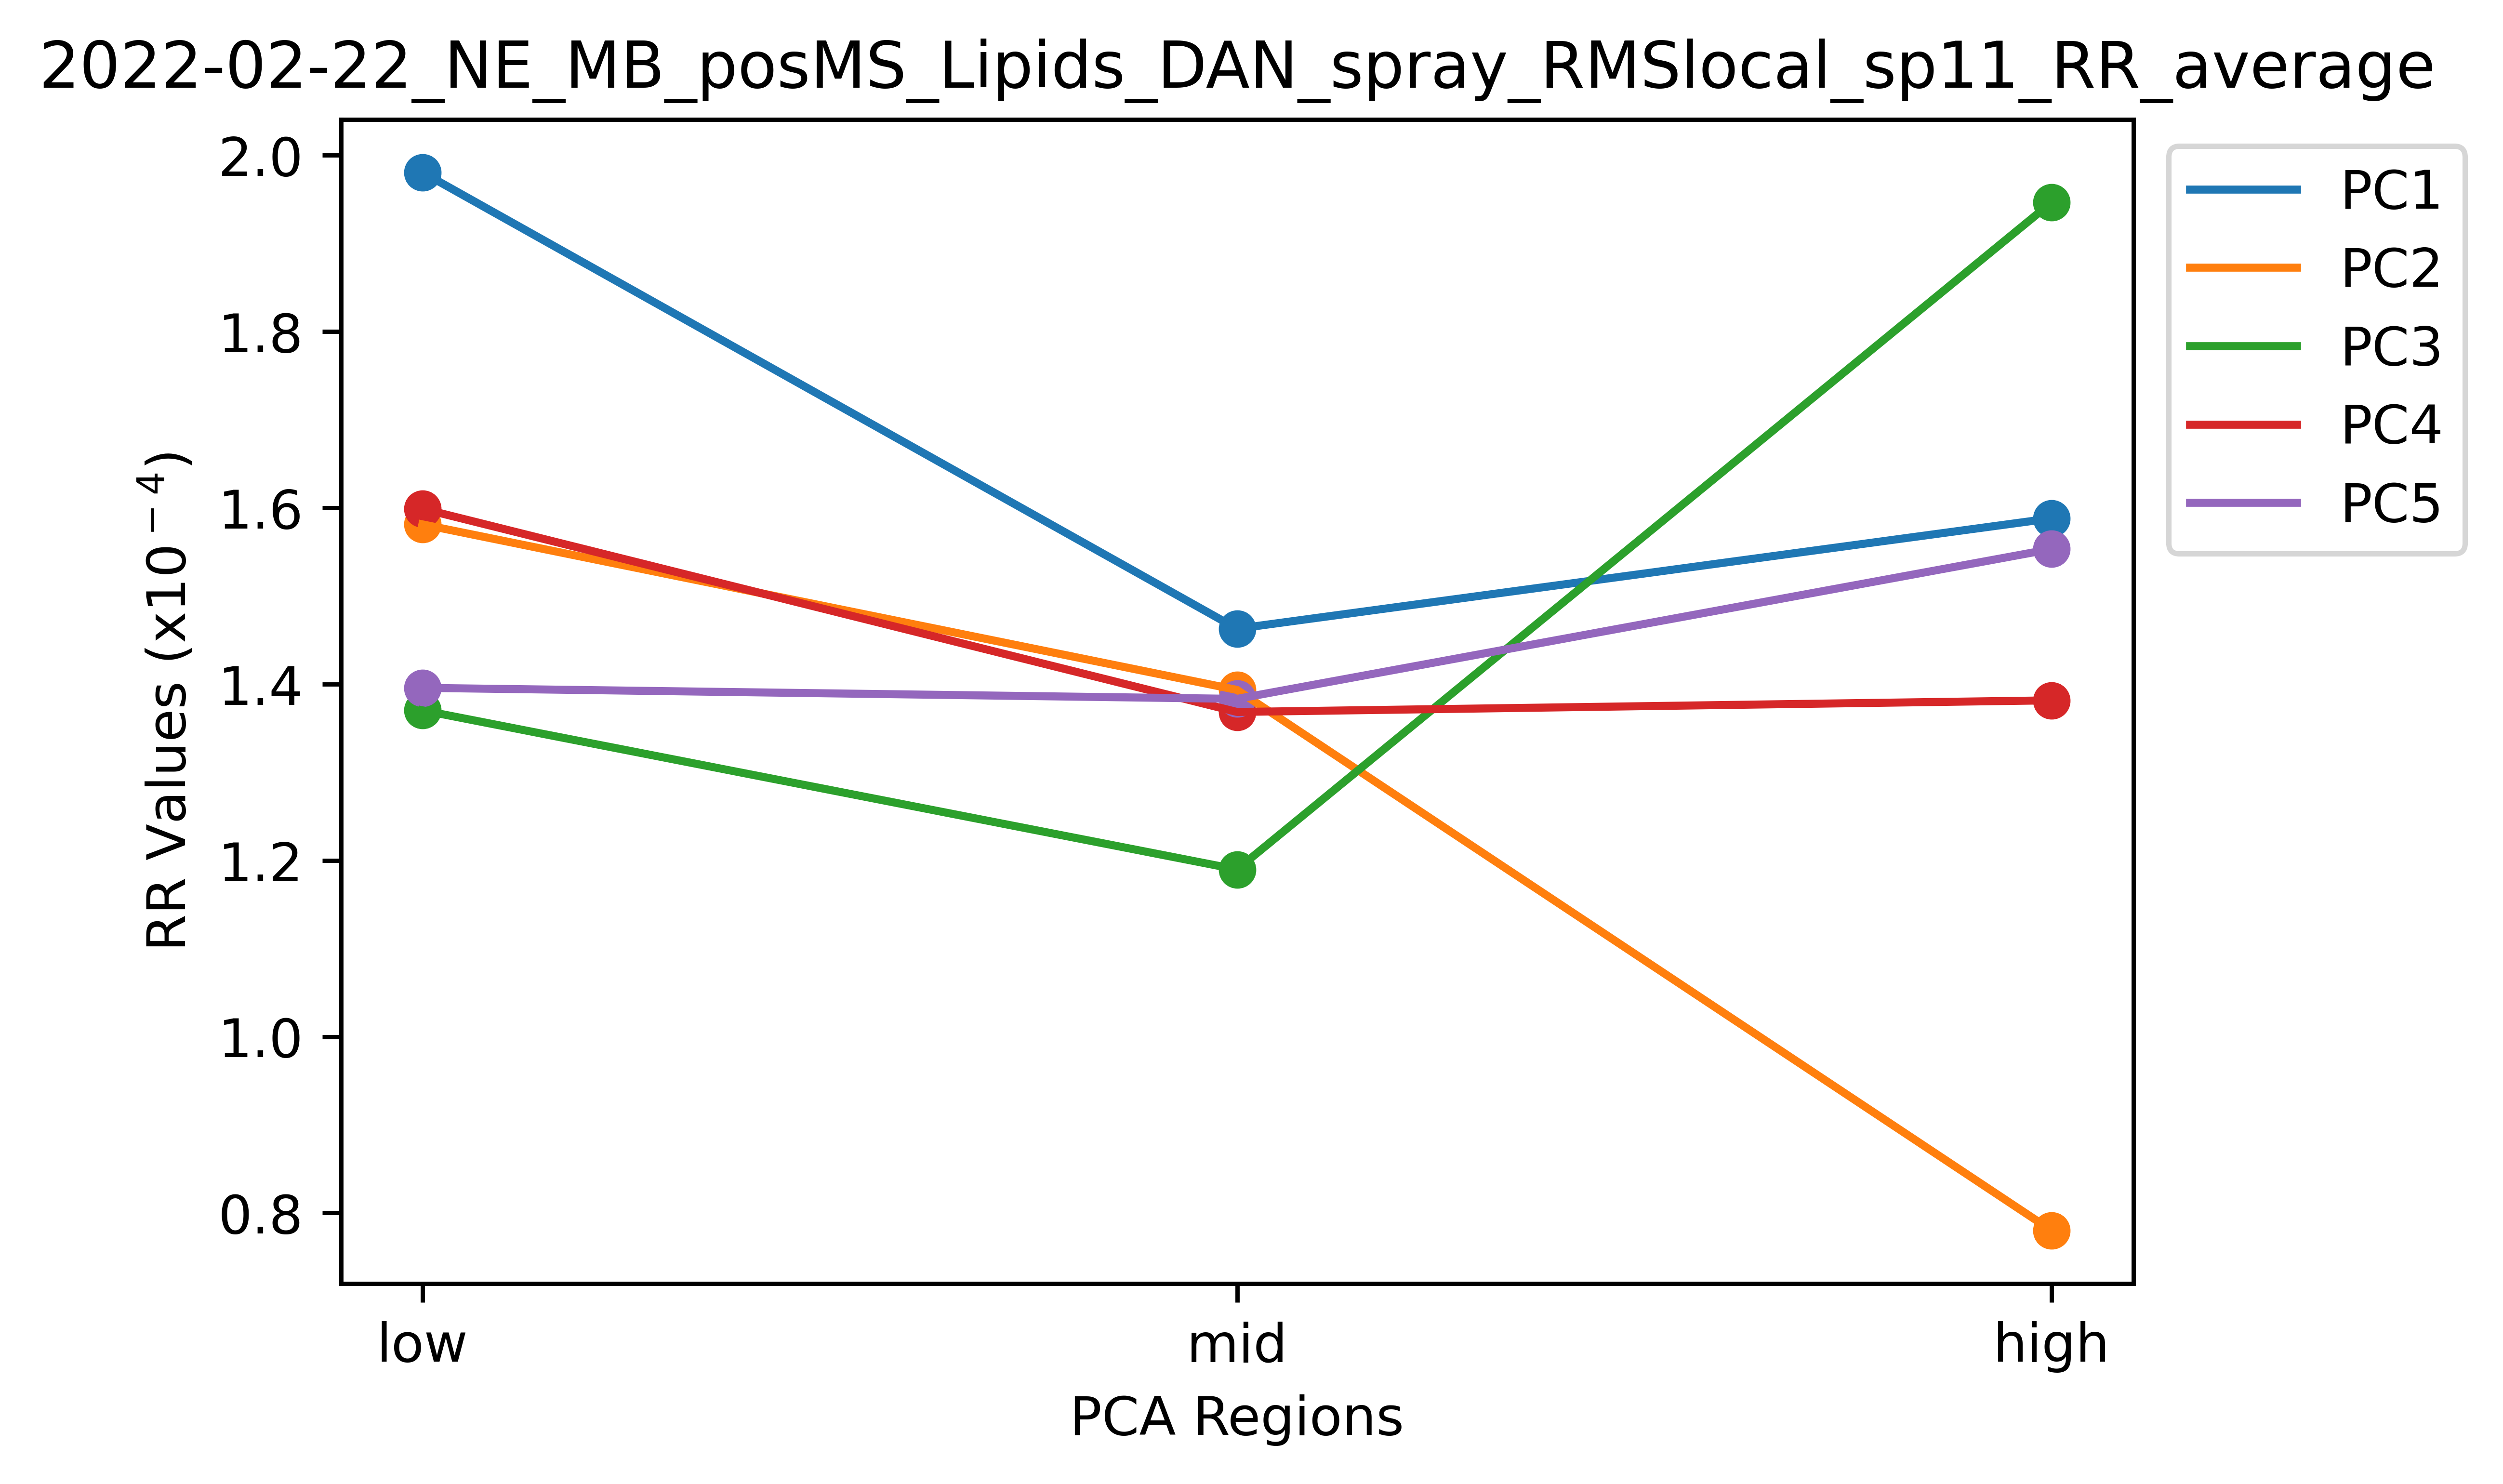 2022-02-22_NE_MB_posMS_Lipids_DAN_spray_RMSlocal_sp11_RR_average
RR Values (x10⁻⁴)
2.0
1.8
1.6
1.4
1.2
1.0
0.8
low mid high
PCA Regions
PC1
PC2
PC3
PC4
PC5